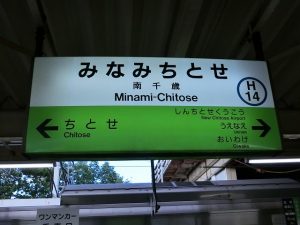 みなみちとせ
南千歳
Minami-Chitose
H
14
しんちとせくうこう
New Chitose Airport
ちとせ
Chitose
うえなえ
Uenae
おいわけ
Oiwake
ワンマンカー